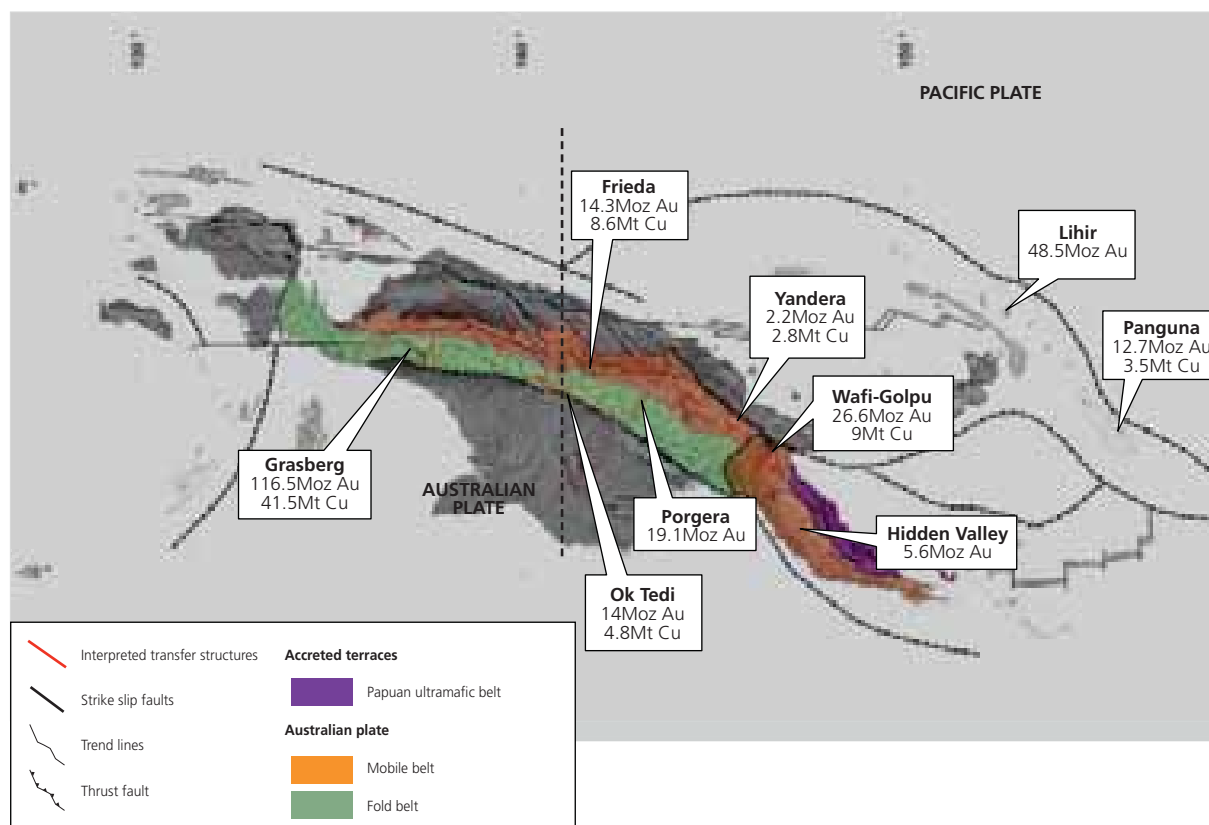 PACIFIC PLATE
Frieda
14.3Moz Au
8.6Mt Cu
Lihir
48.5Moz Au
Yandera
2.2Moz Au
2.8Mt Cu
Panguna
12.7Moz Au
3.5Mt Cu
Wafi-Golpu
26.6Moz Au
9Mt Cu
Grasberg
116.5Moz Au
41.5Mt Cu
AUSTRALIAN
PLATE
Porgera
19.1Moz Au
Hidden Valley
5.6Moz Au
Ok Tedi
14Moz Au
4.8Mt Cu
Interpreted transfer structures
Strike slip faults
Trend lines
Thrust fault
Accreted terraces
Papuan ultramafic belt
Australian plate
Mobile belt
Fold belt